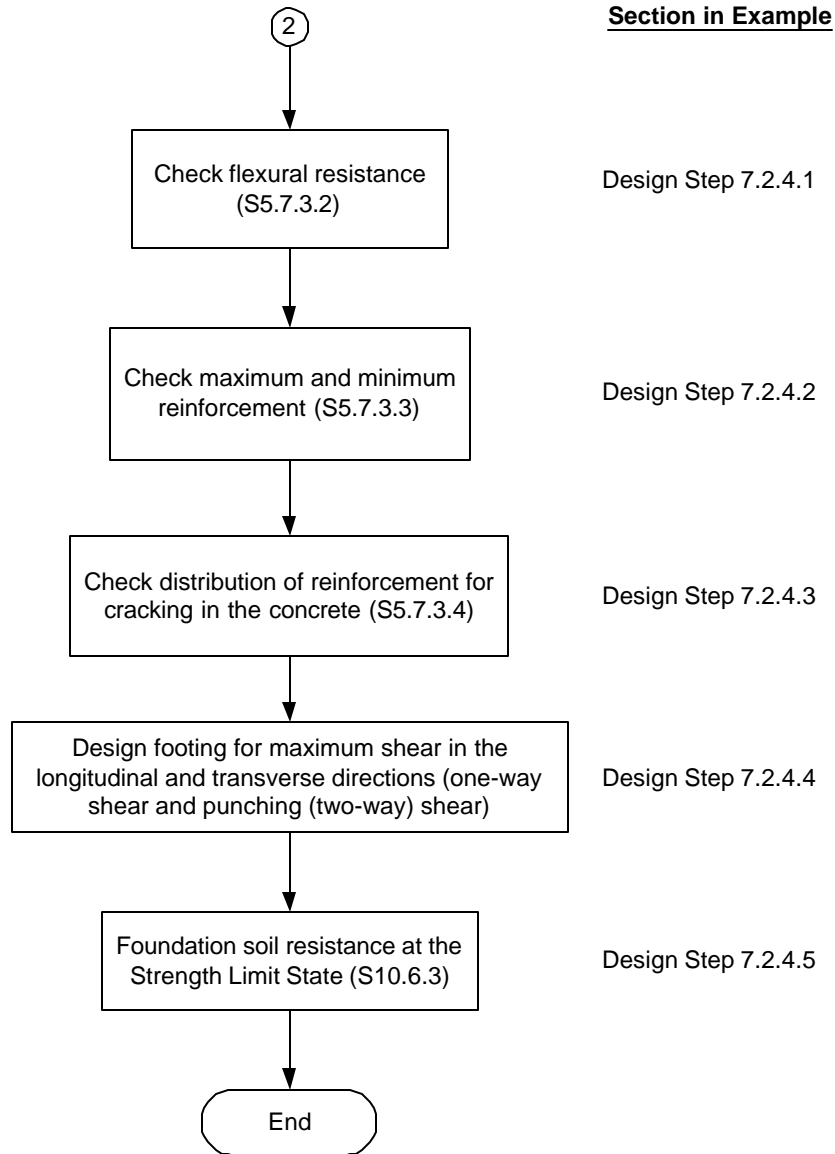 Section in Example
2
Check flexural resistance
(S5.7.3.2)
Design Step 7.2.4.1
Check maximum and minimum
reinforcement (S5.7.3.3)
Design Step 7.2.4.2
Check distribution of reinforcement for
cracking in the concrete (S5.7.3.4)
Design Step 7.2.4.3
Design footing for maximum shear in the
longitudinal and transverse directions (one-way
shear and punching (two-way) shear)
Design Step 7.2.4.4
Foundation soil resistance at the
Strength Limit State (S10.6.3)
Design Step 7.2.4.5
End